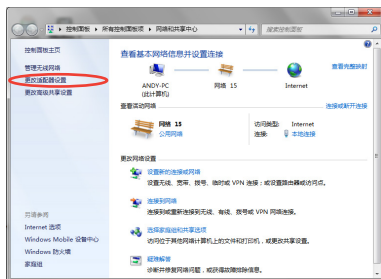 控制面板 ▸ 所有控制面板项 ▸ 网络和共享中心
搜索控制面板
控制面板主页
管理无线网络
更改适配器设置
更改高级共享设置
查看基本网络信息并设置连接
查看完整映射
ANDY-PC
(此计算机)
网络 15
Internet
查看活动网络
连接或断开连接
网络 15
公用网络
访问类型: Internet
连接: 本地连接
更改网络设置
设置新的连接或网络
设置无线、宽带、拨号、临时或 VPN 连接；或设置路由器或访问点。
连接到网络
连接到或重新连接到无线、有线、拨号或 VPN 网络连接。
选择家庭组和共享选项
访问位于其他网络计算机上的文件和打印机，或更改共享设置。
疑难解答
诊断并修复网络问题，或获得故障排除信息。
另请参阅
Internet 选项
Windows Mobile 设备中心
Windows 防火墙
家庭组